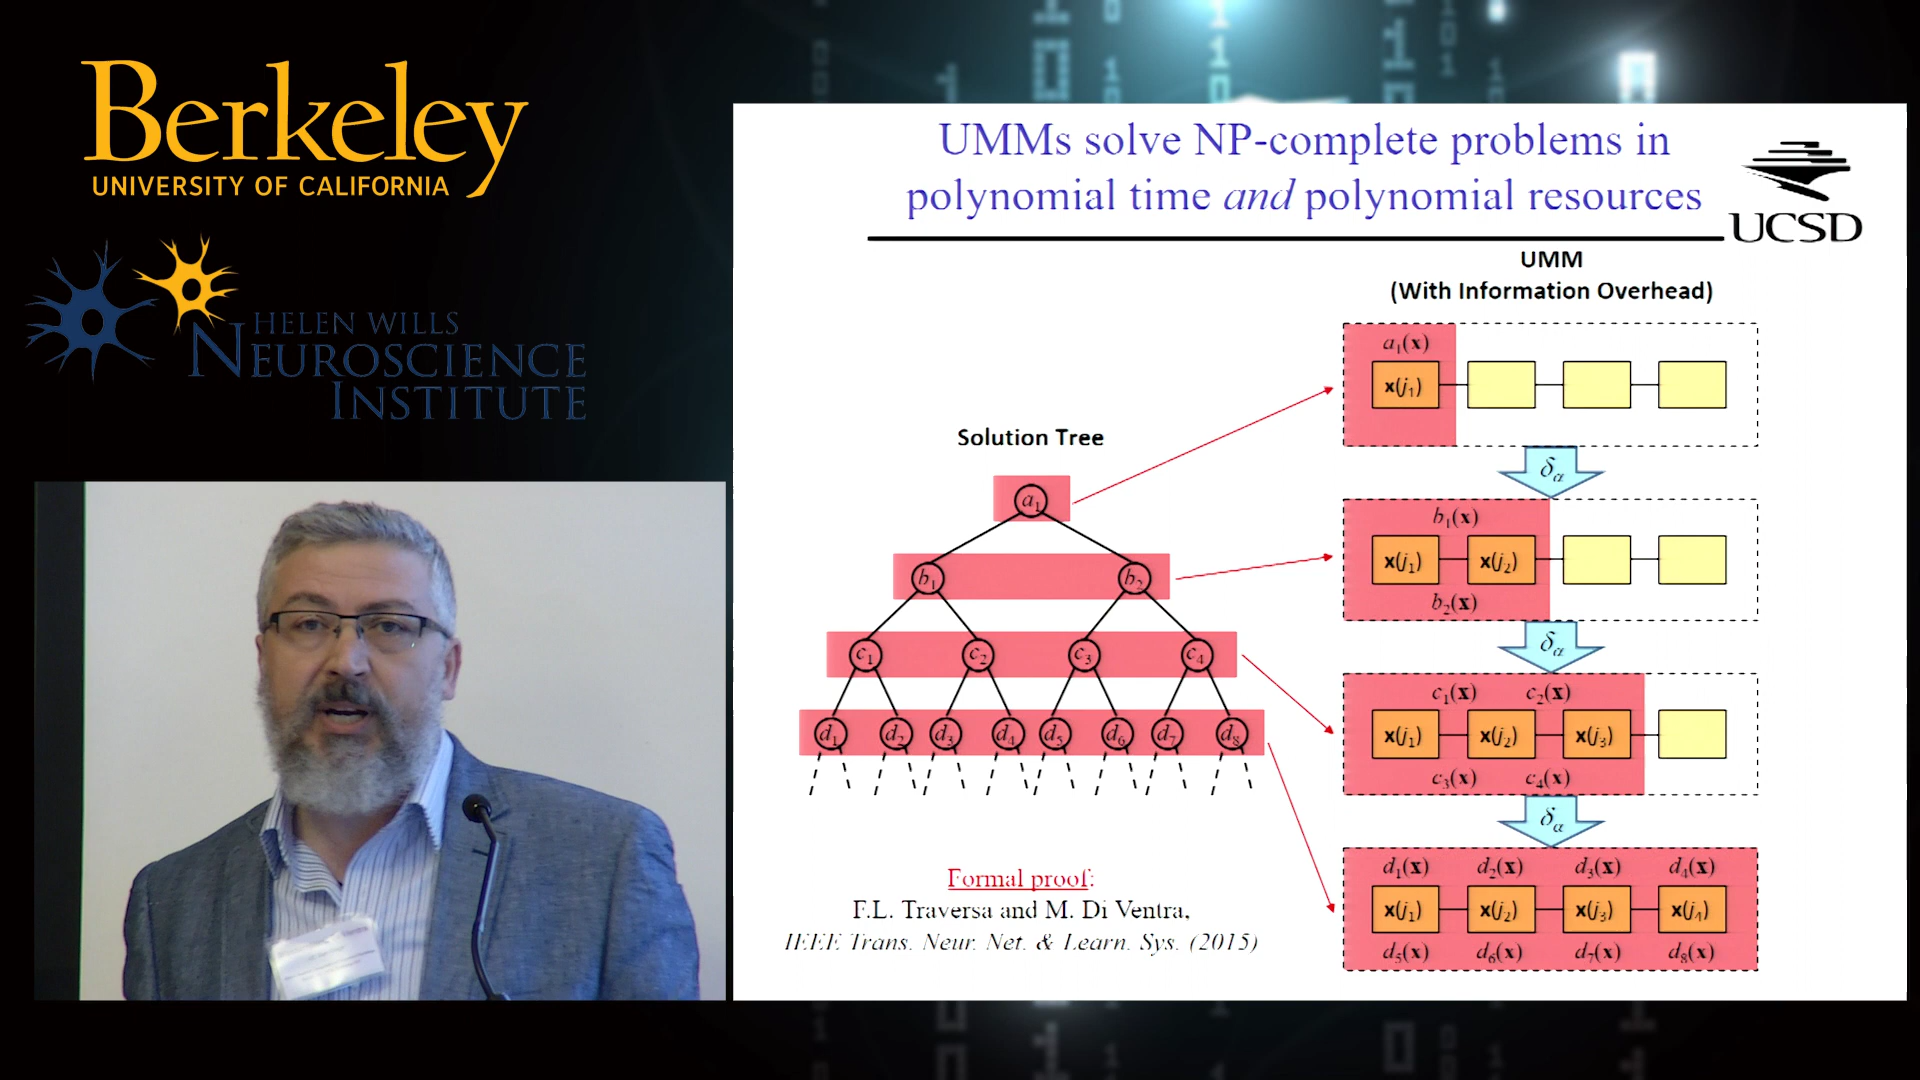 Berkeley
UNIVERSITY OF CALIFORNIA
HELEN WILLS
NEUROSCIENCE
INSTITUTE
UMMs solve NP-complete problems in
polynomial time and polynomial resources
UCSD
UMM
(With Information Overhead)
a₁(x)
x(j₁)
δα
b₁(x)
x(j₁) x(j₂)
b₂(x)
δα
c₁(x) c₂(x)
x(j₁) x(j₂) x(j₃)
c₃(x) c₄(x)
δα
d₁(x) d₂(x) d₃(x) d₄(x)
x(j₁) x(j₂) x(j₃) x(j₄)
d₅(x) d₆(x) d₇(x) d₈(x)
Solution Tree
a₁
b₁ b₂
c₁ c₂ c₃ c₄
d₁ d₂ d₃ d₄ d₅ d₆ d₇ d₈
Formal proof:
F.L. Traversa and M. Di Ventra,
IEEE Trans. Neur. Net. & Learn. Sys. (2015)